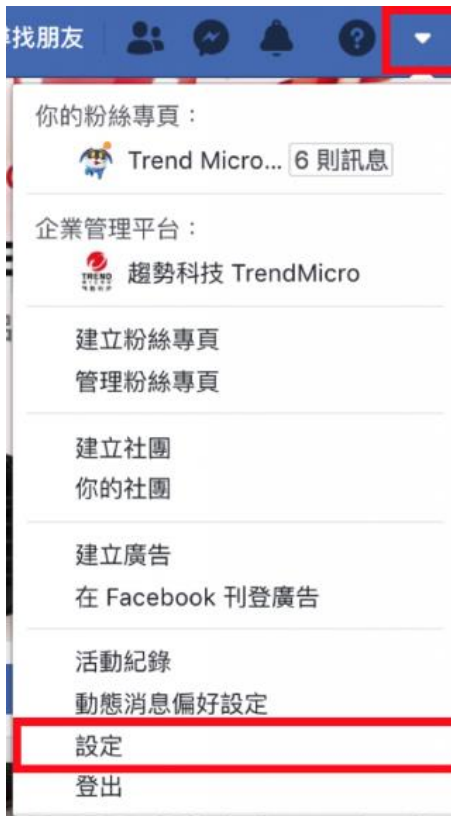 找朋友
你的粉絲專頁：
Trend Micro... 6 則訊息
企業管理平台：
趨勢科技 TrendMicro
建立粉絲專頁
管理粉絲專頁
建立社團
你的社團
建立廣告
在 Facebook 刊登廣告
活動紀錄
動態消息偏好設定
設定
登出